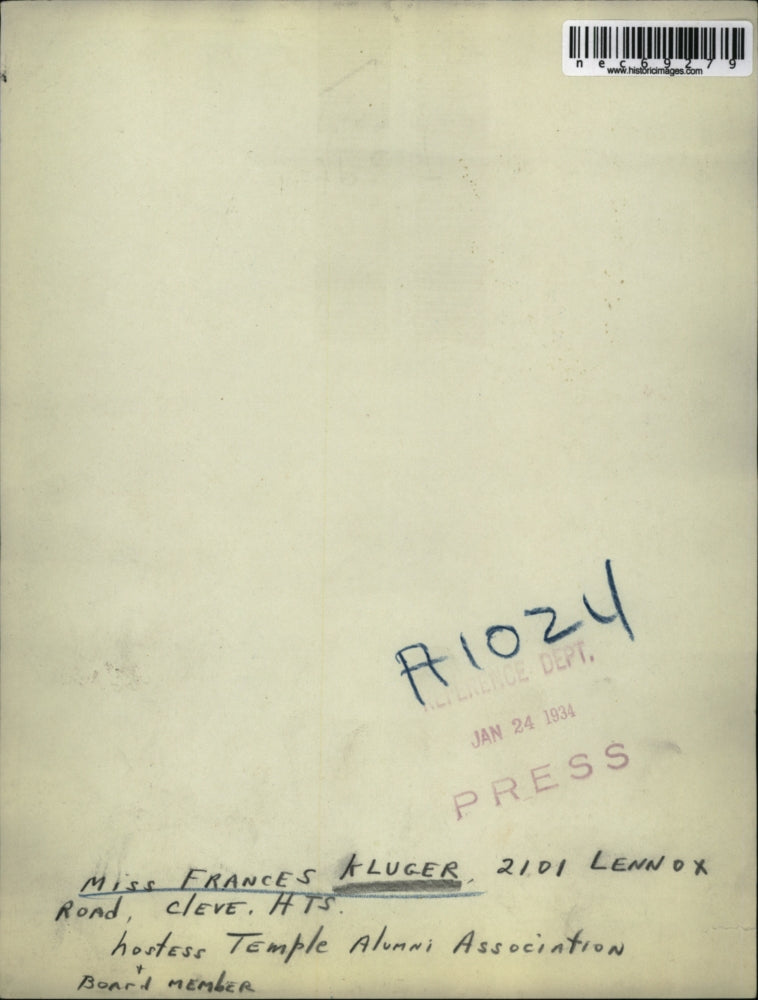 nec69279
www.historicimages.com
A1024
REFERENCE DEPT.
JAN 24 1934
PRESS
Miss FRANCES KLUGER, 2101 LENNOX
ROAd, CLEVE. HTS.
hostess Temple Alumni Association
+
Board MEMBER